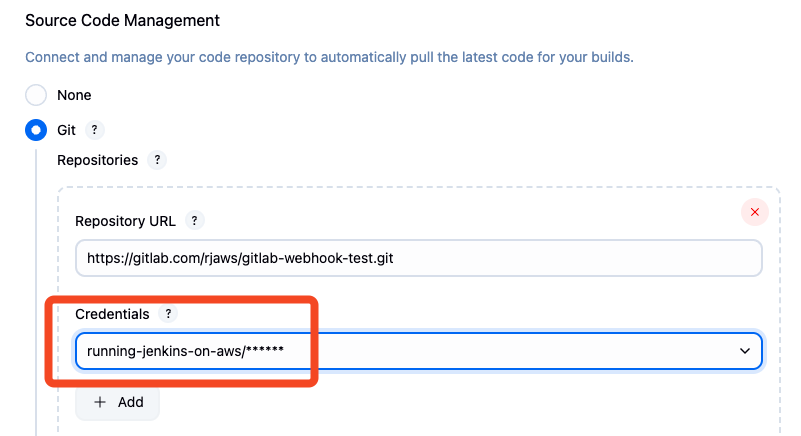 Source Code Management
Connect and manage your code repository to automatically pull the latest code for your builds.
None
Git ?
Repositories ?
Repository URL ?
https://gitlab.com/rjaws/gitlab-webhook-test.git
Credentials ?
running-jenkins-on-aws/******
+ Add